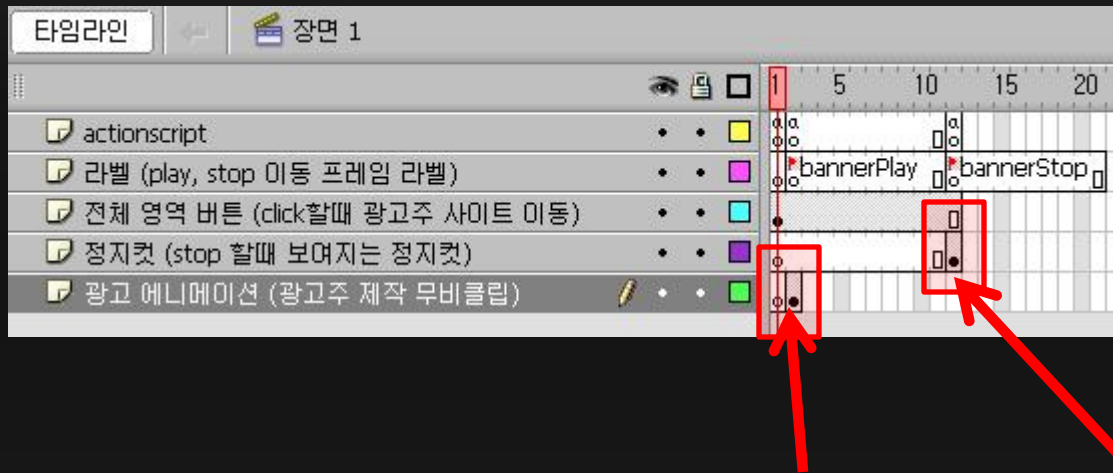 타임라인 장면 1
1 5 10 15 20
actionscript a a a
라벨 (play, stop 이동 프레임 라벨) bannerPlay bannerStop
전체 영역 버튼 (click할때 광고주 사이트 이동)
정지컷 (stop 할때 보여지는 정지컷)
광고 에니메이션 (광고주 제작 무비클립)